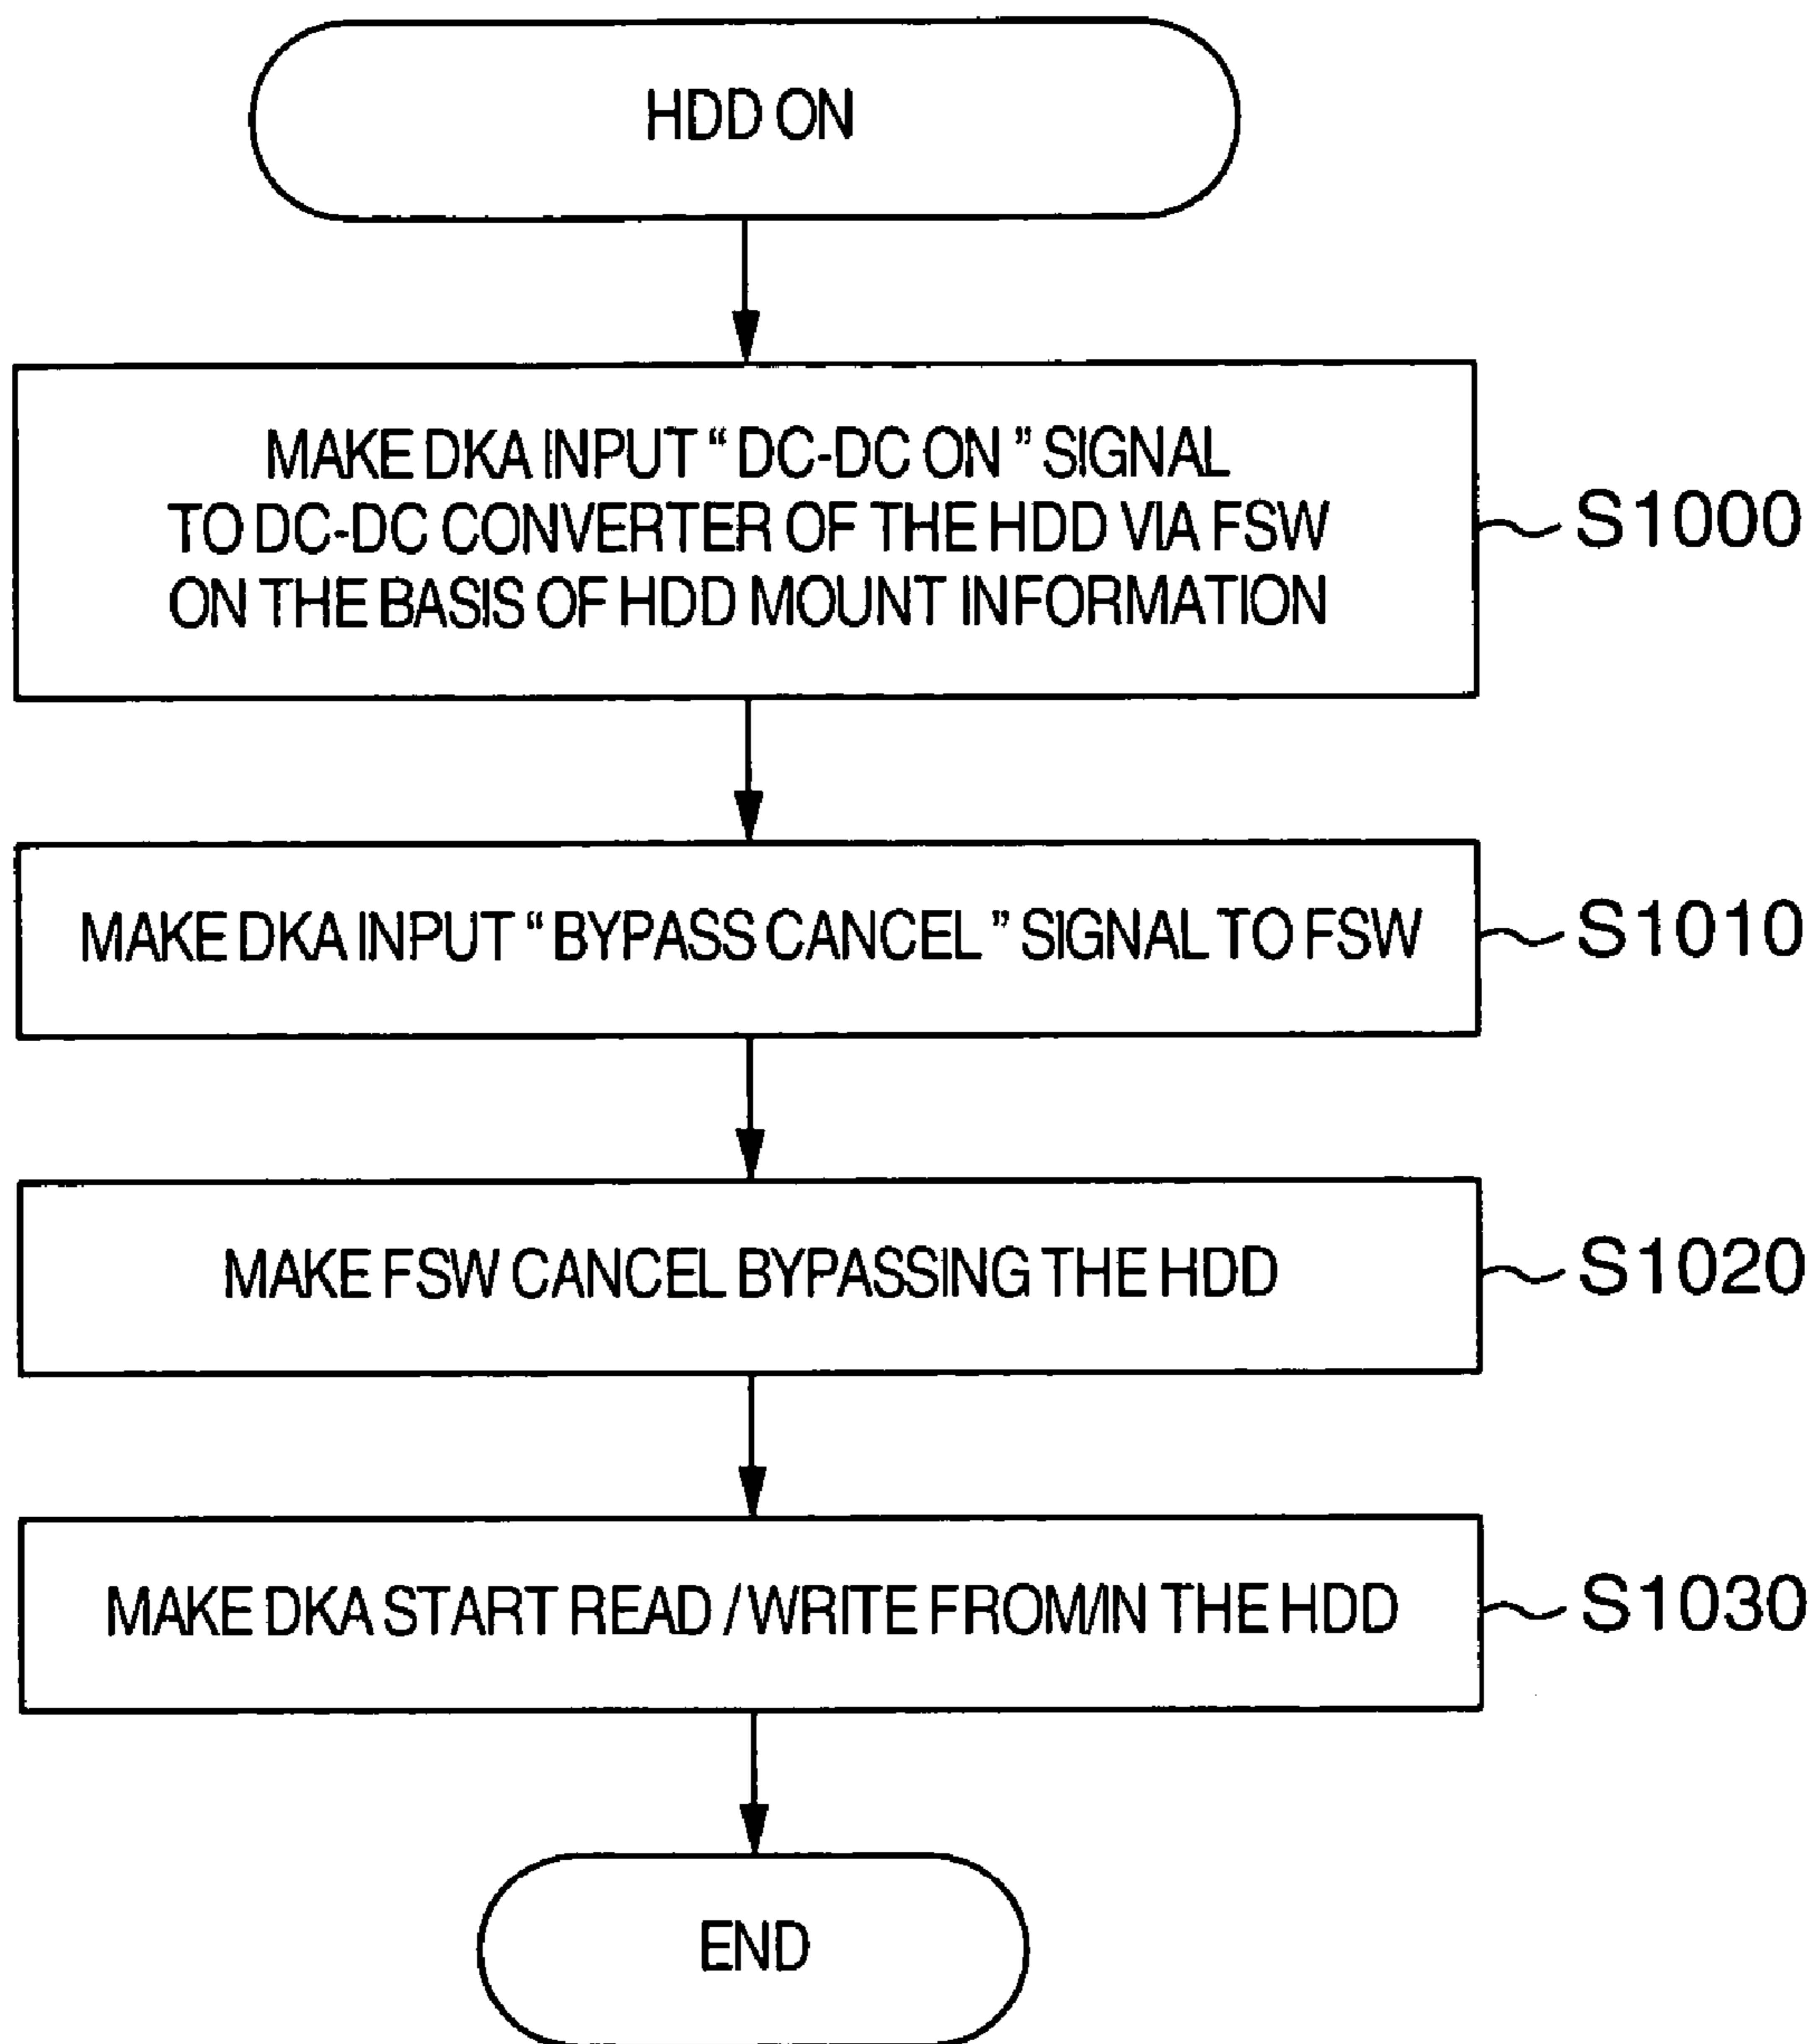 HDD ON
MAKE DKA INPUT “DC-DC ON” SIGNAL
TO DC-DC CONVERTER OF THE HDD VIA FSW
ON THE BASIS OF HDD MOUNT INFORMATION
S1000
MAKE DKA INPUT “BYPASS CANCEL” SIGNAL TO FSW
S1010
MAKE FSW CANCEL BYPASSING THE HDD
S1020
MAKE DKA START READ / WRITE FROM/IN THE HDD
S1030
END